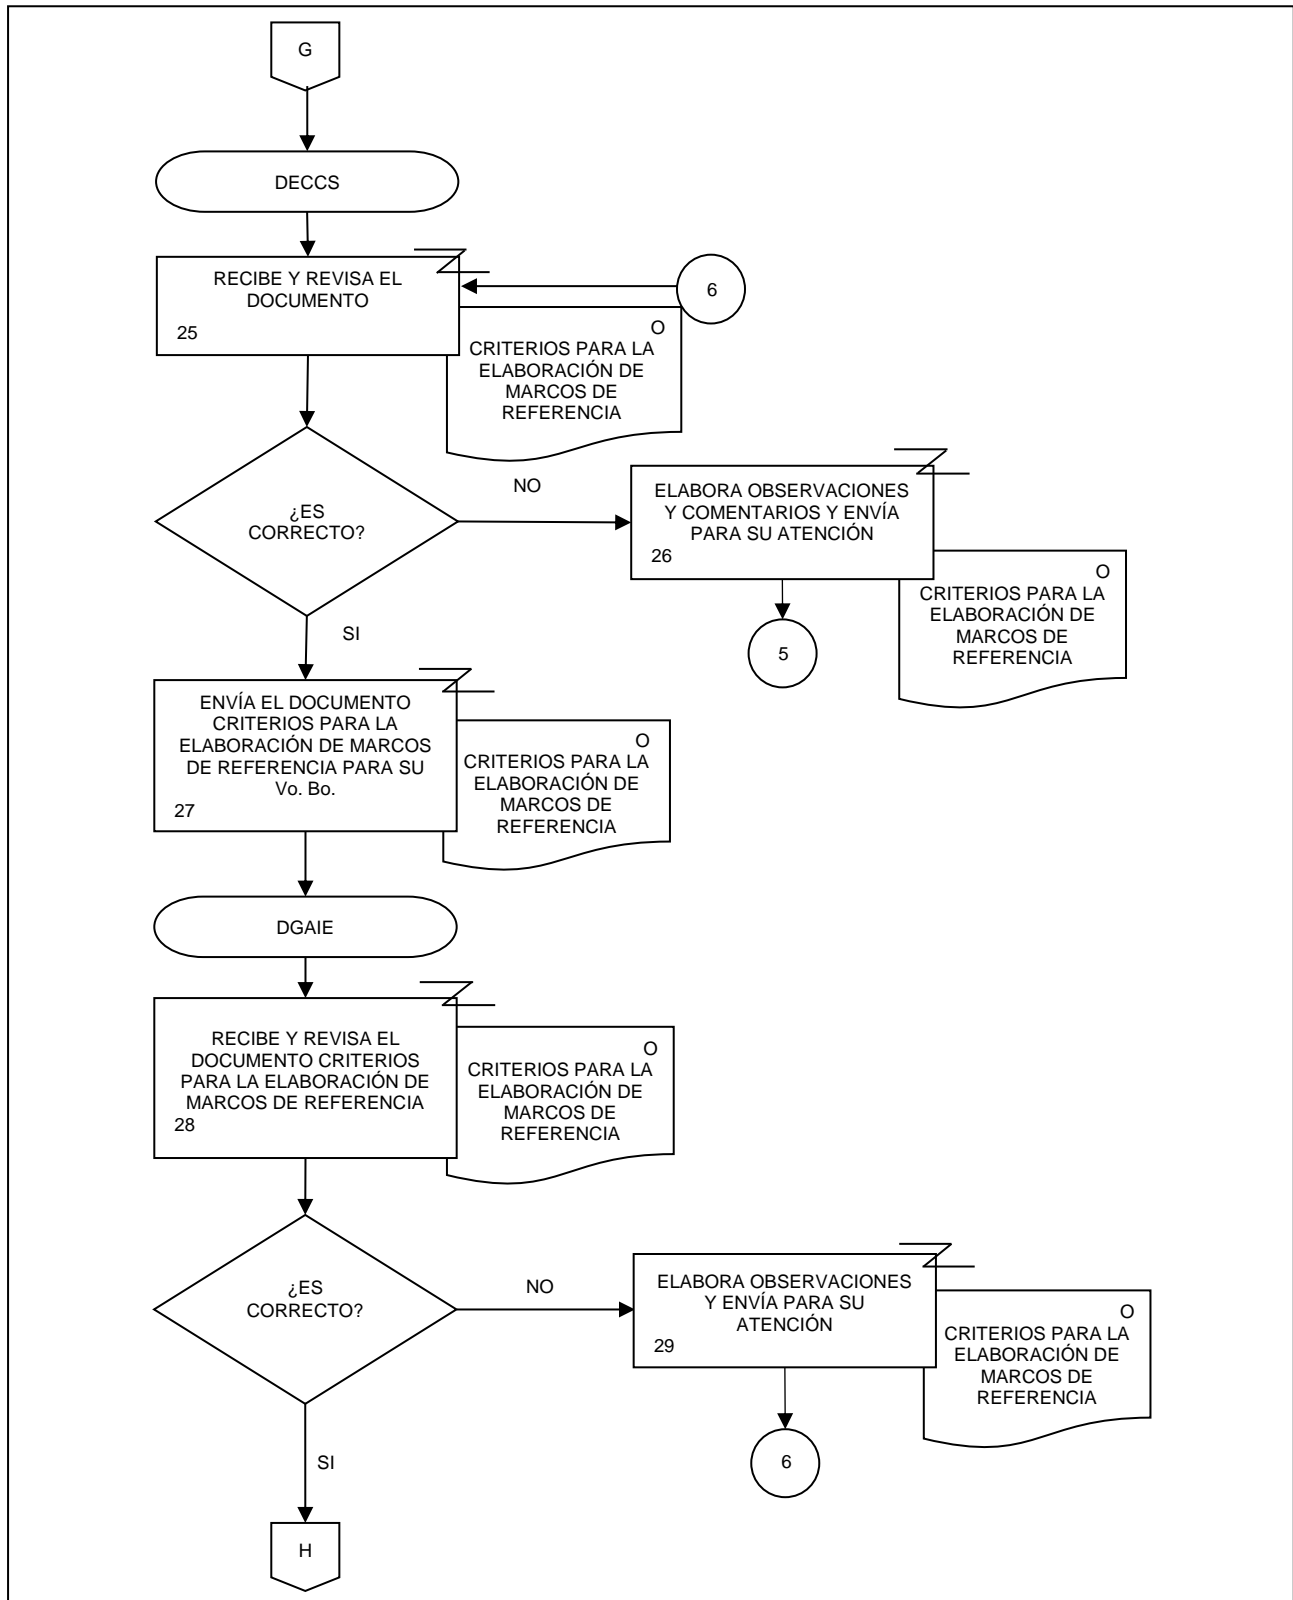 G
DECCS
RECIBE Y REVISA EL
DOCUMENTO
25
6
O
CRITERIOS PARA LA
ELABORACIÓN DE
MARCOS DE
REFERENCIA
¿ES
CORRECTO?
NO
ELABORA OBSERVACIONES
Y COMENTARIOS Y ENVÍA
PARA SU ATENCIÓN
26
O
CRITERIOS PARA LA
ELABORACIÓN DE
MARCOS DE
REFERENCIA
5
SI
ENVÍA EL DOCUMENTO
CRITERIOS PARA LA
ELABORACIÓN DE MARCOS
DE REFERENCIA PARA SU
Vo. Bo.
27
O
CRITERIOS PARA LA
ELABORACIÓN DE
MARCOS DE
REFERENCIA
DGAIE
RECIBE Y REVISA EL
DOCUMENTO CRITERIOS
PARA LA ELABORACIÓN DE
MARCOS DE REFERENCIA
28
O
CRITERIOS PARA LA
ELABORACIÓN DE
MARCOS DE
REFERENCIA
¿ES
CORRECTO?
NO
ELABORA OBSERVACIONES
Y ENVÍA PARA SU
ATENCIÓN
29
O
CRITERIOS PARA LA
ELABORACIÓN DE
MARCOS DE
REFERENCIA
6
SI
H